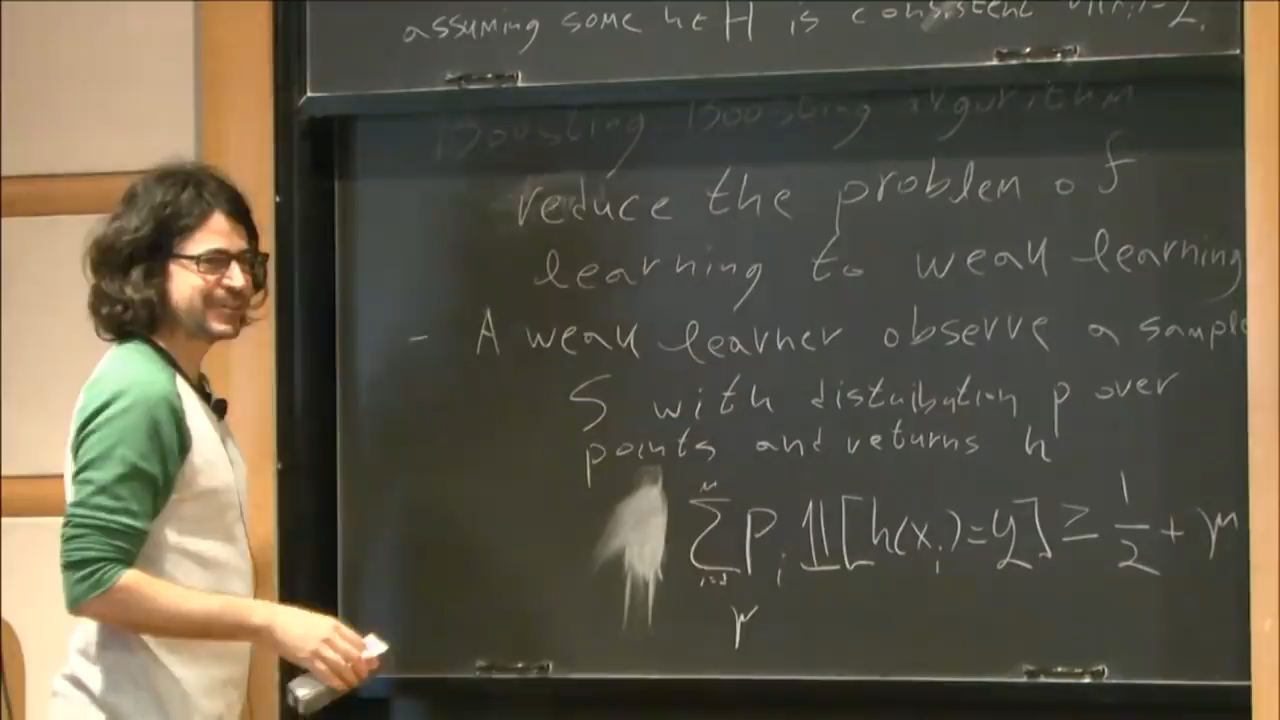 assuming some h∈H is consistent
Boosting Boosting algorithm
reduce the problem of
learning to weak learning
- A weak learner observe a sample
S with distribution p over
points and returns h
∑ᵢ₌₁ᵐ Pᵢ 𝟙[h(xᵢ)=yᵢ] ≥ 1/2 + γ
γ